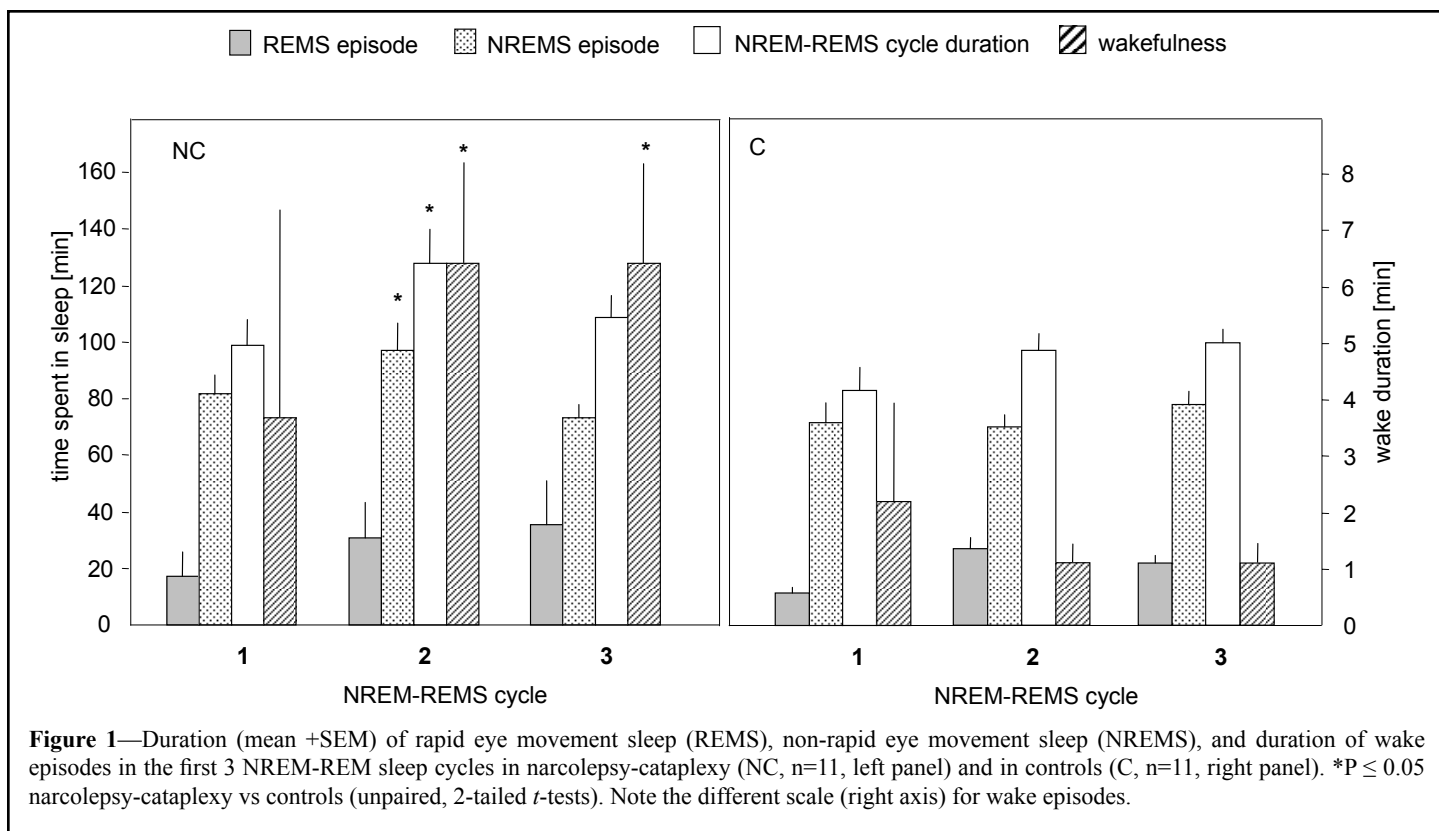 REMS episode NREMS episode NREM-REMS cycle duration wakefulness
NC
C
*
*
*
*
160
140
120
100
80
60
40
20
0
time spent in sleep [min]
8
7
6
5
4
3
2
1
0
wake duration [min]
1 2 3
NREM-REMS cycle
1 2 3
NREM-REMS cycle
Figure 1—Duration (mean +SEM) of rapid eye movement sleep (REMS), non-rapid eye movement sleep (NREMS), and duration of wake
episodes in the first 3 NREM-REM sleep cycles in narcolepsy-cataplexy (NC, n=11, left panel) and in controls (C, n=11, right panel). *P ≤ 0.05
narcolepsy-cataplexy vs controls (unpaired, 2-tailed t-tests). Note the different scale (right axis) for wake episodes.